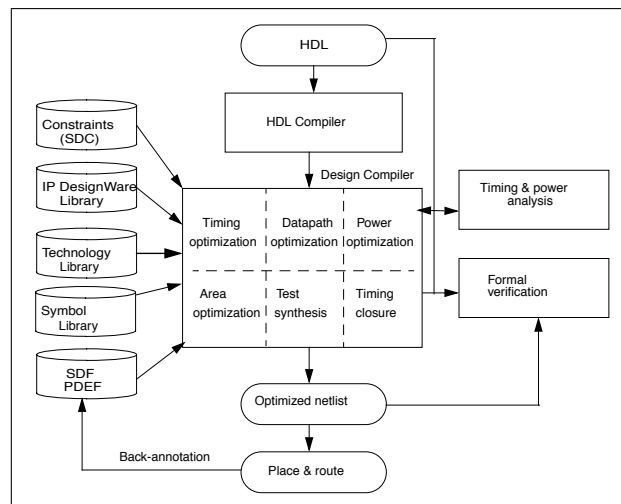 HDL
HDL Compiler
Design Compiler
Constraints
(SDC)
IP DesignWare
Library
Technology
Library
Symbol
Library
SDF
PDEF
Timing
optimization
Datapath
optimization
Power
optimization
Area
optimization
Test
synthesis
Timing
closure
Timing & power
analysis
Formal
verification
Optimized netlist
Back-annotation
Place & route